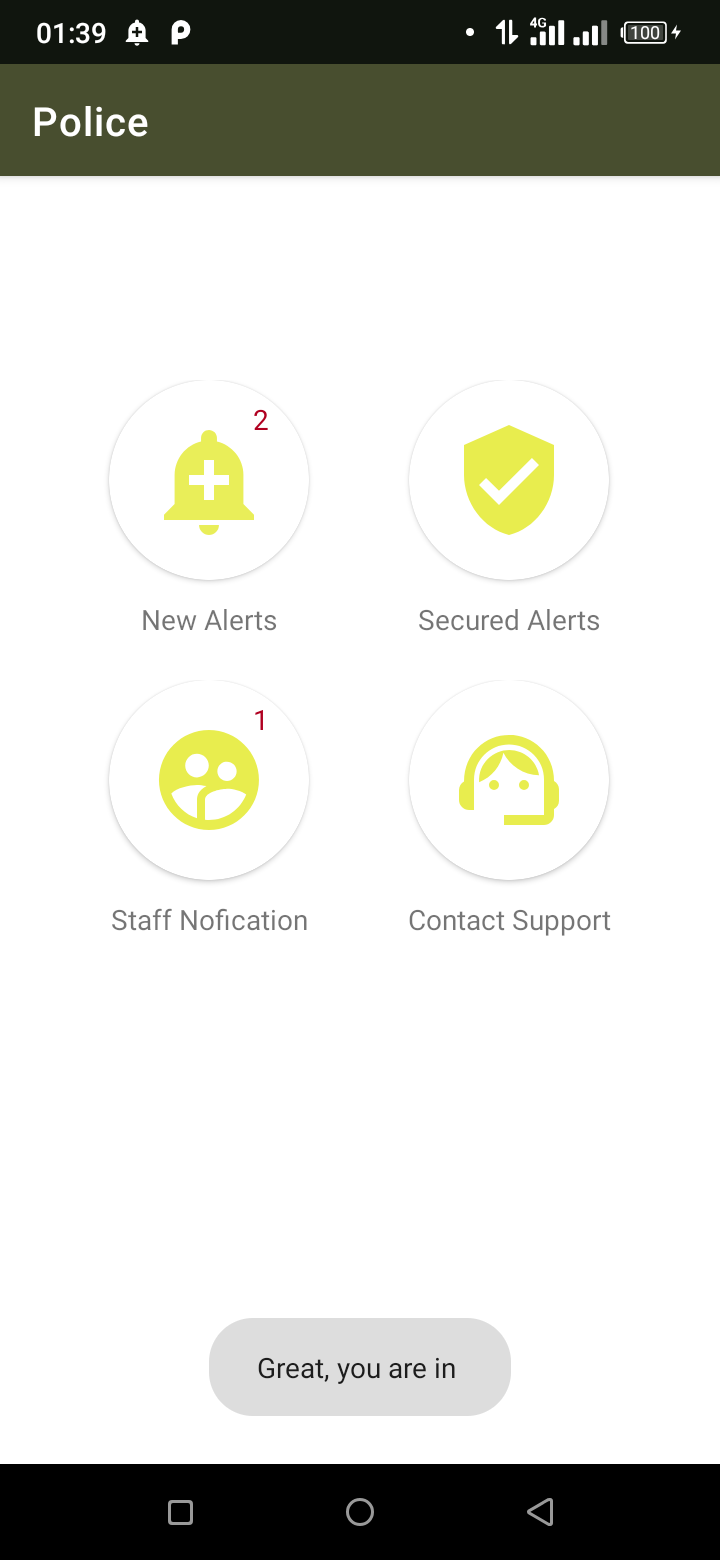 01:39 4G 100
Police
2
New Alerts
Secured Alerts
1
Staff Nofication
Contact Support
Great, you are in